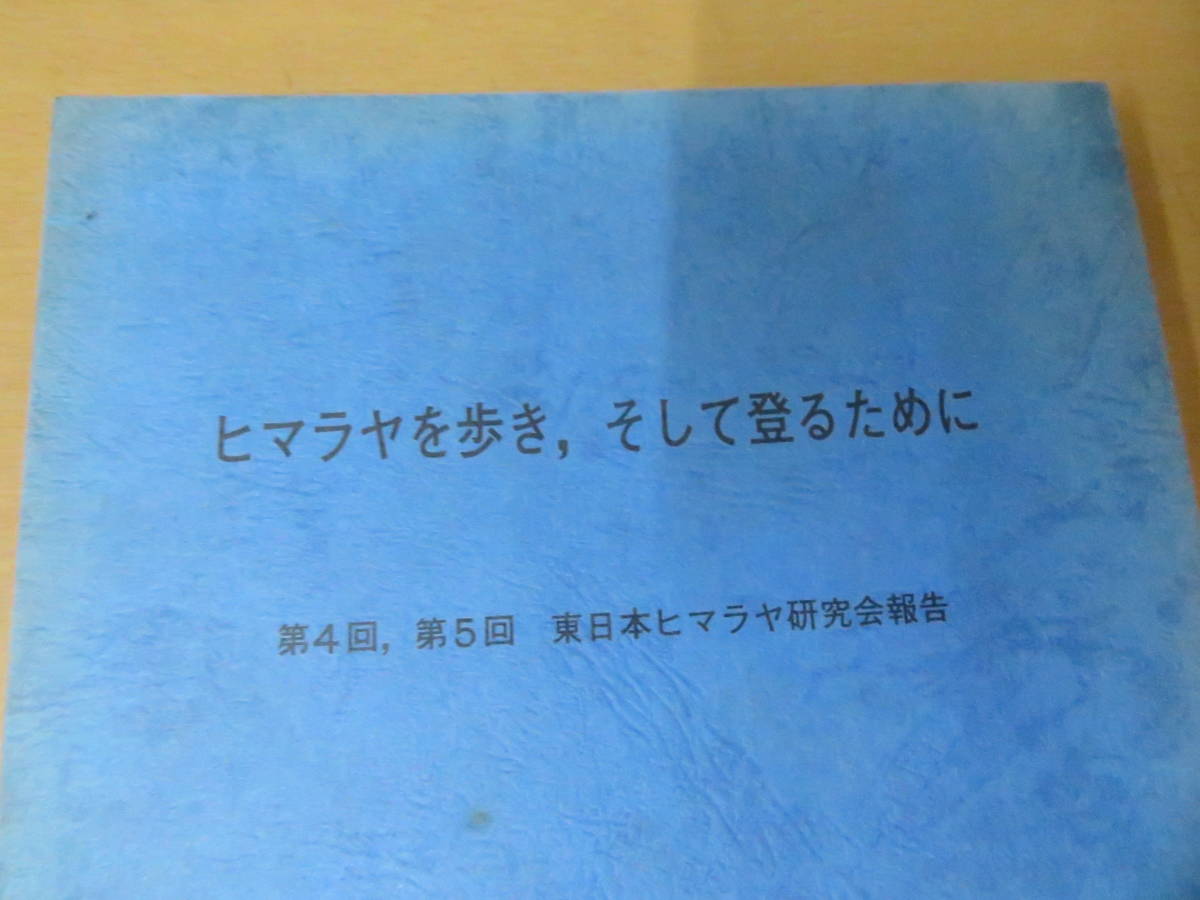 ヒマラヤを歩き，そして登るために
第4回，第5回　東日本ヒマラヤ研究会報告